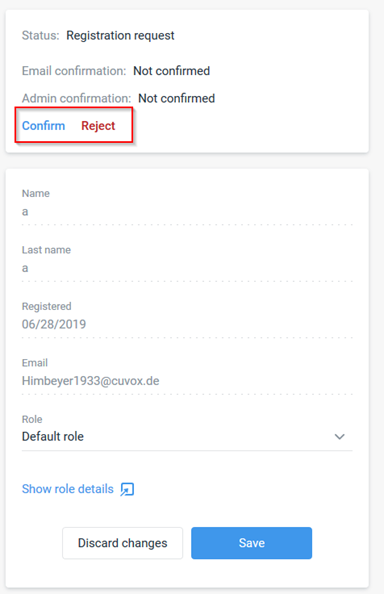 Status: Registration request
Email confirmation: Not confirmed
Admin confirmation: Not confirmed
Confirm Reject
Name
a
Last name
a
Registered
06/28/2019
Email
Himbeyer1933@cuvox.de
Role
Default role
Show role details
Discard changes Save